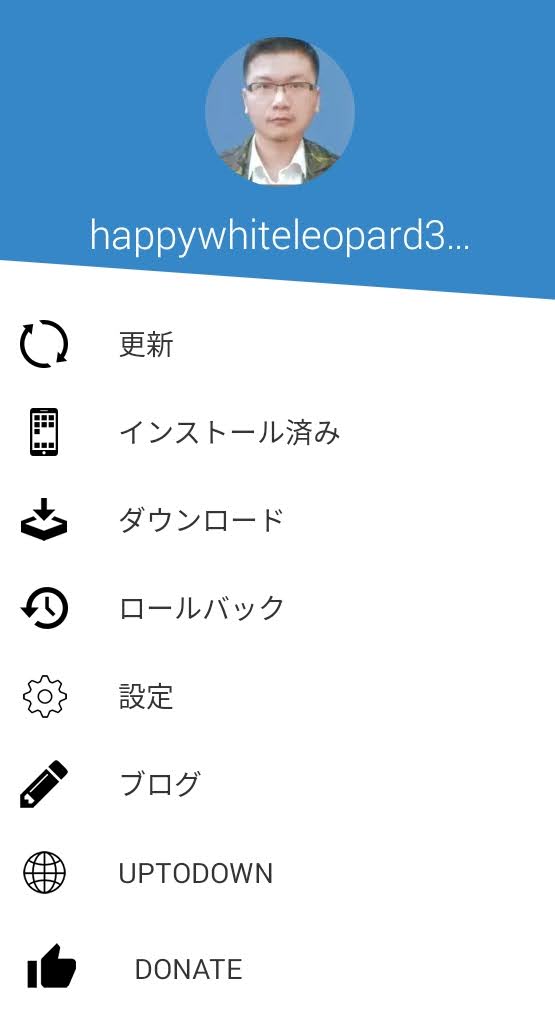 happywhiteleopard3...
更新
インストール済み
ダウンロード
ロールバック
設定
ブログ
UPTODOWN
DONATE